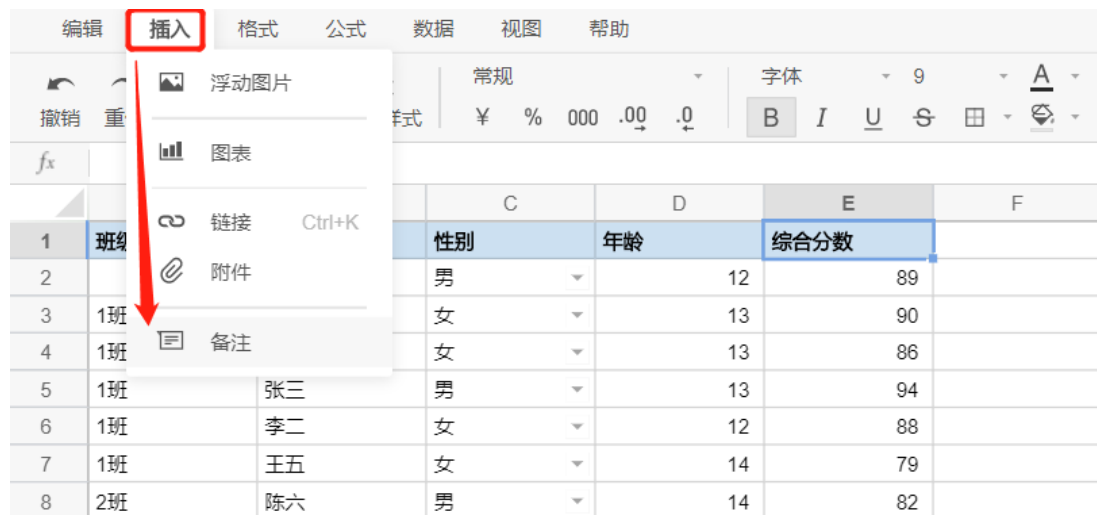 编辑 插入 格式 公式 数据 视图 帮助
浮动图片 常规 字体 9 A
撤销 重 样式 ¥ % 000 .00 .0 B I U S
图表
fx
链接 Ctrl+K C D E F
1 班级 性别 年龄 综合分数
附件
2 男 12 89
3 1班 女 13 90
备注
4 1班 女 13 86
5 1班 张三 男 13 94
6 1班 李二 女 12 88
7 1班 王五 女 14 79
8 2班 陈六 男 14 82